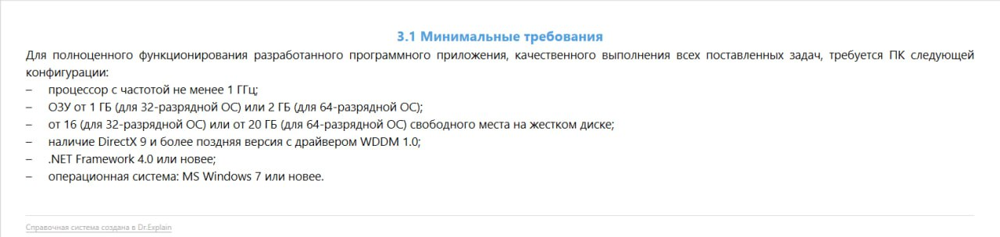 3.1 Минимальные требования
Для полноценного функционирования разработанного программного приложения, качественного выполнения всех поставленных задач, требуется ПК следующей
конфигурации:
– процессор с частотой не менее 1 ГГц;
– ОЗУ от 1 ГБ (для 32-разрядной ОС) или 2 ГБ (для 64-разрядной ОС);
– от 16 (для 32-разрядной ОС) или от 20 ГБ (для 64-разрядной ОС) свободного места на жестком диске;
– наличие DirectX 9 и более поздняя версия с драйвером WDDM 1.0;
– .NET Framework 4.0 или новее;
– операционная система: MS Windows 7 или новее.
Справочная система создана в Dr.Explain